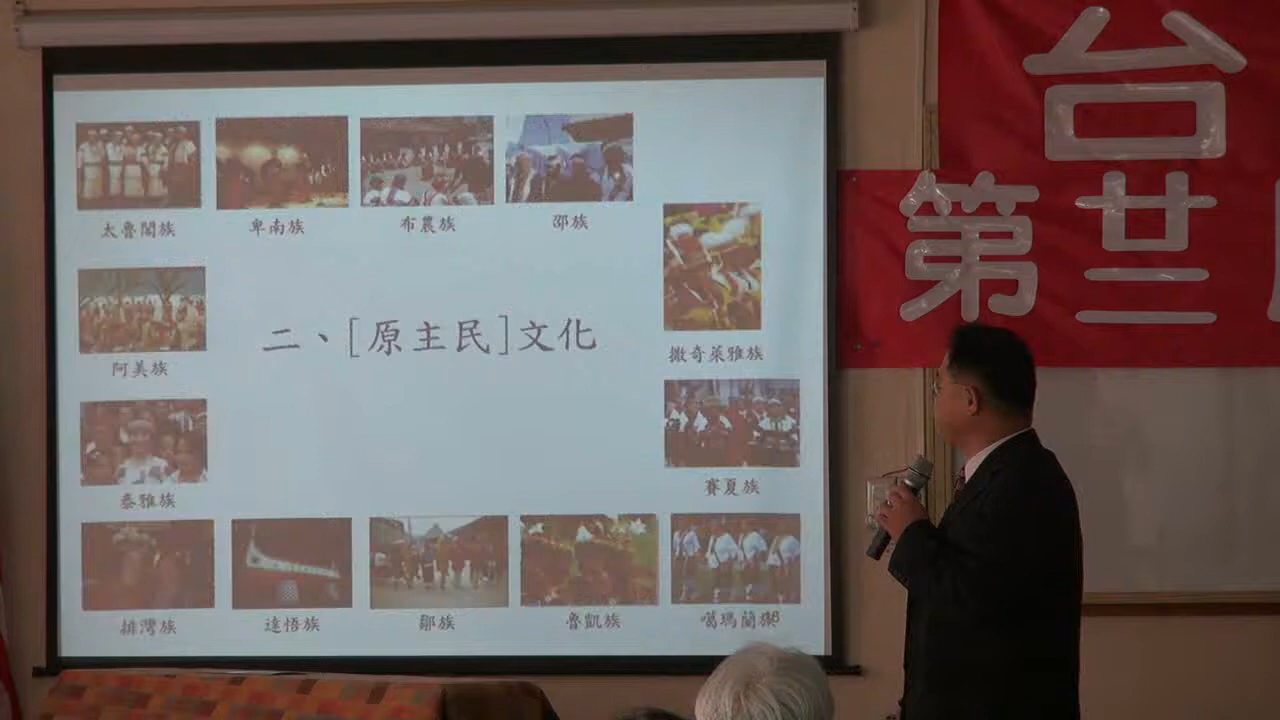 太魯閣族
卑南族
布農族
邵族
阿美族
二、[原主民]文化
撒奇萊雅族
泰雅族
賽夏族
排灣族
達悟族
鄒族
魯凱族
噶瑪蘭族
台
第廿二